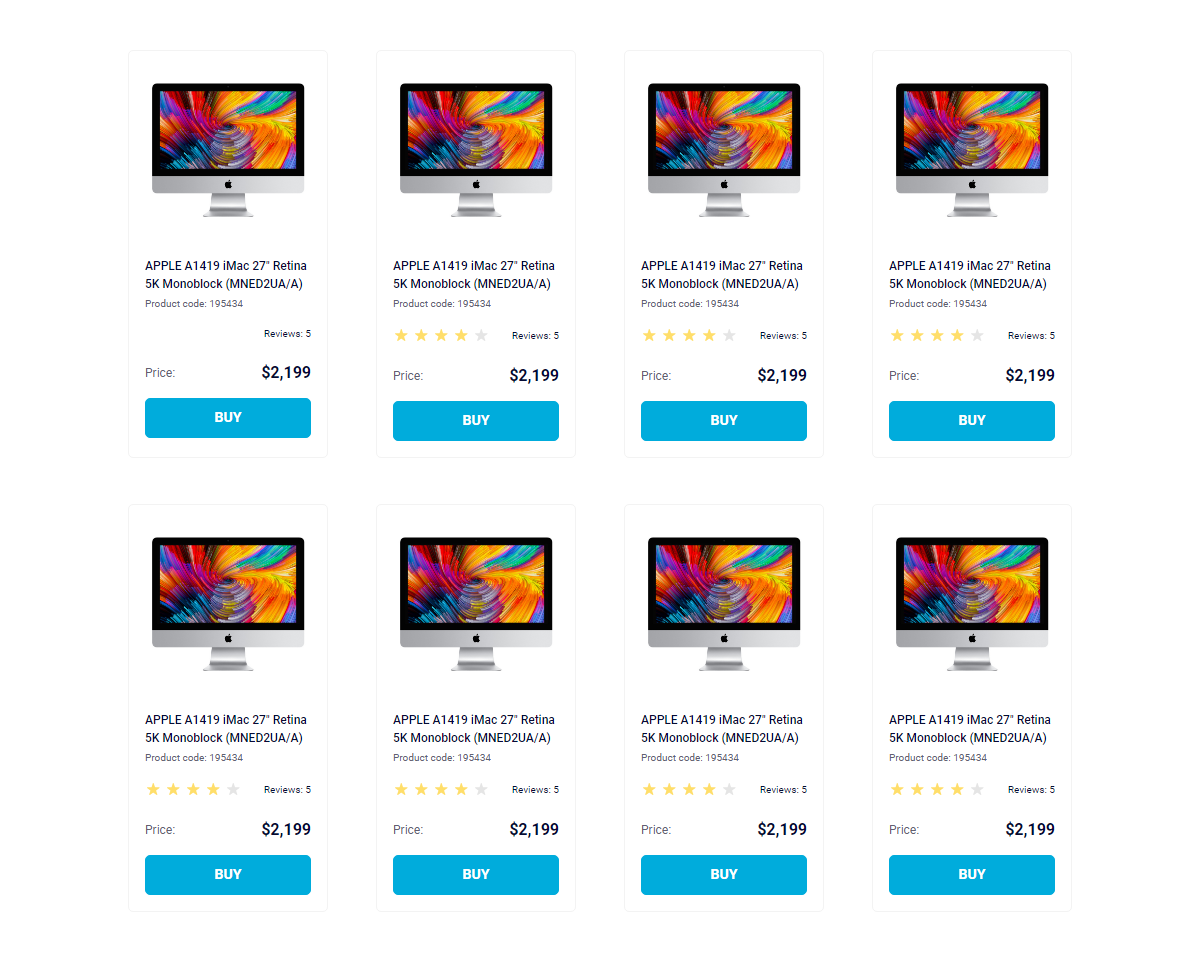 APPLE A1419 iMac 27" Retina
5K Monoblock (MNED2UA/A)
Product code: 195434
Reviews: 5
Price: $2,199
BUY
APPLE A1419 iMac 27" Retina
5K Monoblock (MNED2UA/A)
Product code: 195434
Reviews: 5
Price: $2,199
BUY
APPLE A1419 iMac 27" Retina
5K Monoblock (MNED2UA/A)
Product code: 195434
Reviews: 5
Price: $2,199
BUY
APPLE A1419 iMac 27" Retina
5K Monoblock (MNED2UA/A)
Product code: 195434
Reviews: 5
Price: $2,199
BUY
APPLE A1419 iMac 27" Retina
5K Monoblock (MNED2UA/A)
Product code: 195434
Reviews: 5
Price: $2,199
BUY
APPLE A1419 iMac 27" Retina
5K Monoblock (MNED2UA/A)
Product code: 195434
Reviews: 5
Price: $2,199
BUY
APPLE A1419 iMac 27" Retina
5K Monoblock (MNED2UA/A)
Product code: 195434
Reviews: 5
Price: $2,199
BUY
APPLE A1419 iMac 27" Retina
5K Monoblock (MNED2UA/A)
Product code: 195434
Reviews: 5
Price: $2,199
BUY